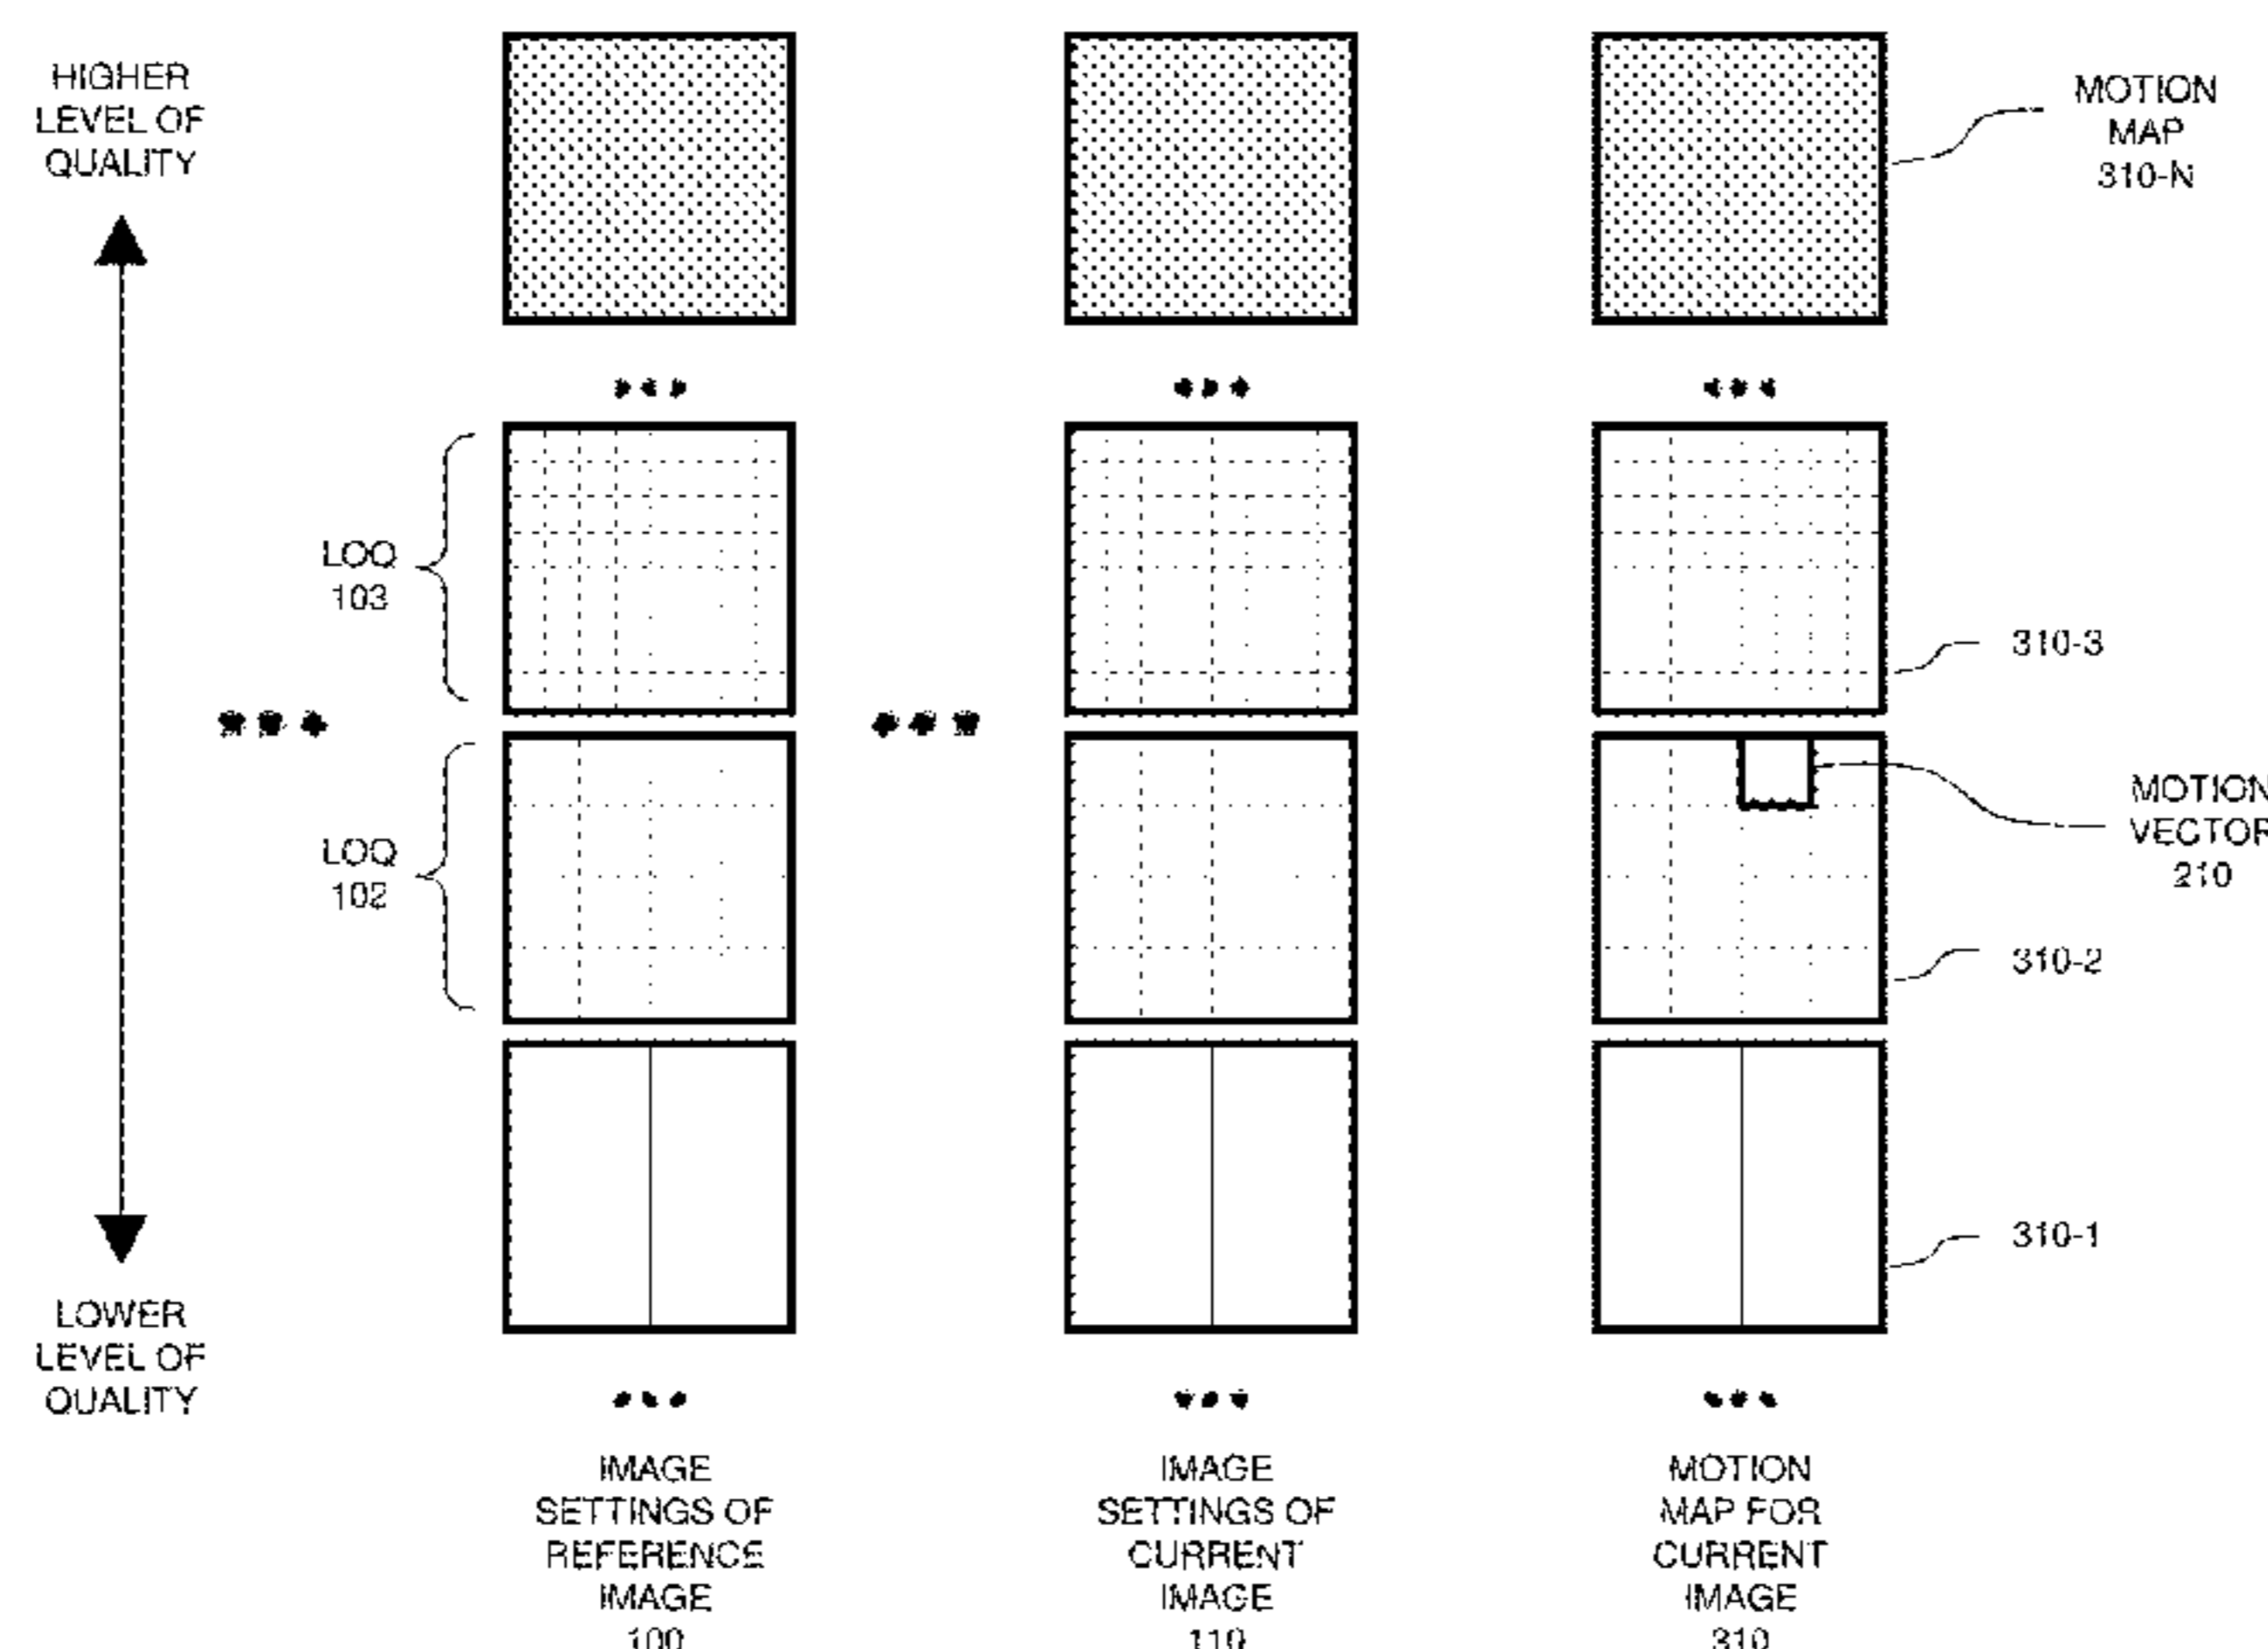 HIGHER
LEVEL OF
QUALITY
MOTION
MAP
310-N
LOQ
103
310-3
MOTION
VECTOR
210
LOQ
102
310-2
310-1
LOWER
LEVEL OF
QUALITY
IMAGE
SETTINGS OF
REFERENCE
IMAGE
100
IMAGE
SETTINGS OF
CURRENT
IMAGE
110
MOTION
MAP FOR
CURRENT
IMAGE
310